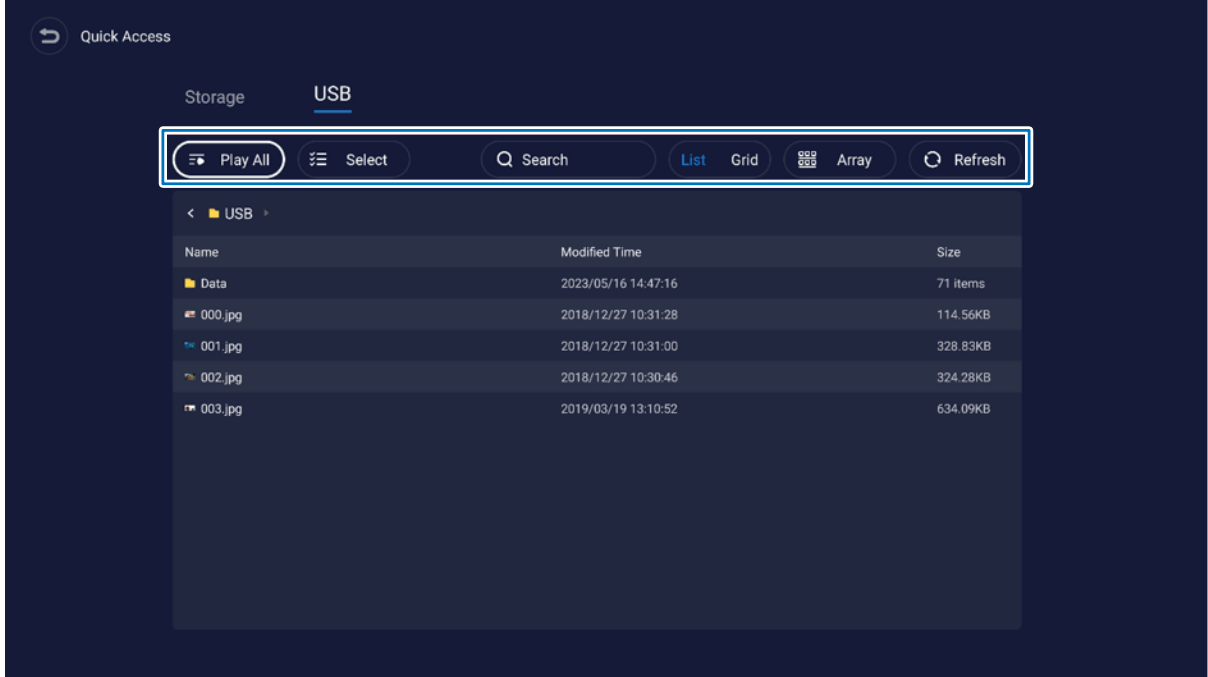 Quick Access
Storage USB
Play All Select Search List Grid Array Refresh
USB
Name Modified Time Size
Data 2023/05/16 14:47:16 71 items
000.jpg 2018/12/27 10:31:28 114.56KB
001.jpg 2018/12/27 10:31:00 328.83KB
002.jpg 2018/12/27 10:30:46 324.28KB
003.jpg 2019/03/19 13:10:52 634.09KB